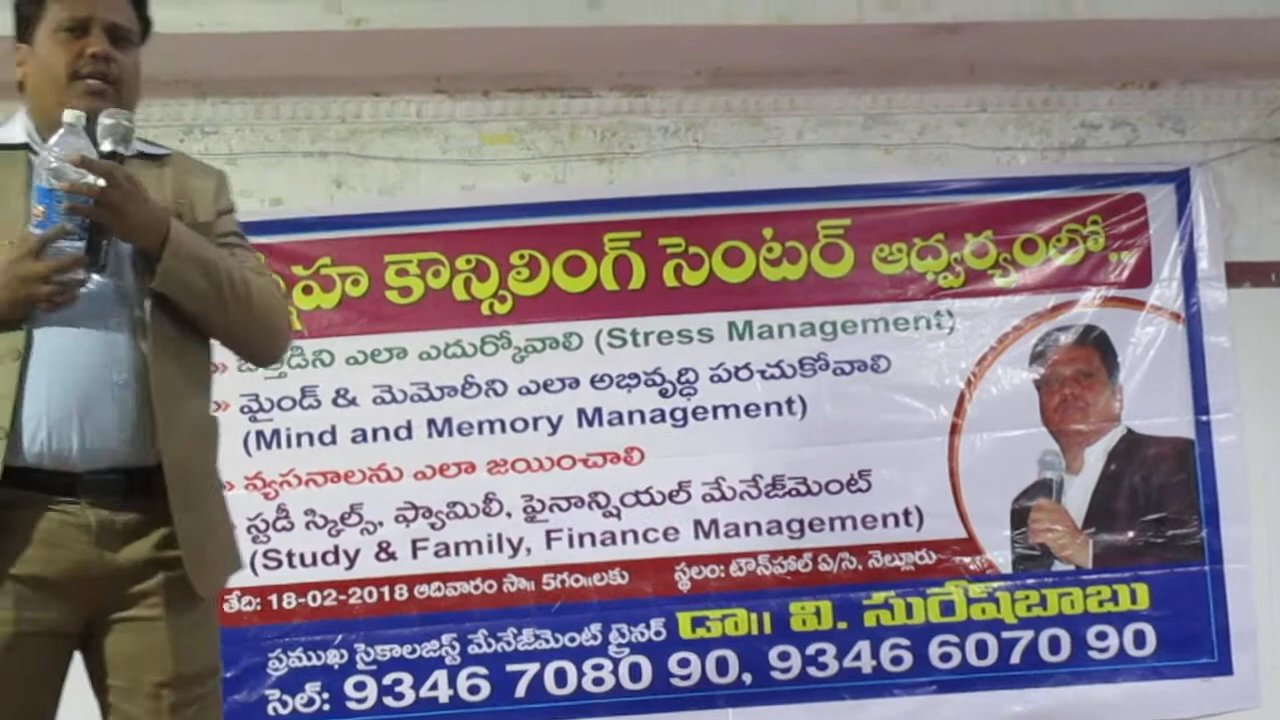 కౌన్సిలింగ్ సెంటర్ ఆధ్వర్యంలో..
» ఒత్తిడిని ఎలా ఎదుర్కోవాలి (Stress Management)
» మైండ్ & మెమోరీని ఎలా అభివృద్ధి పరచుకోవాలి
(Mind and Memory Management)
» వ్యసనాలను ఎలా జయించాలి
స్టడీ స్కిల్స్, ఫ్యామిలీ, ఫైనాన్షియల్ మేనేజ్‌మెంట్
(Study & Family, Finance Management)
తేది: 18-02-2018 ఆదివారం సా॥ 5గం॥లకు స్థలం: టౌన్‌హాల్ ఏ/సి, నెల్లూరు
ప్రముఖ సైకాలజిస్ట్ మేనేజ్‌మెంట్ ట్రైనర్ డా॥ వి. సురేష్‌బాబు
సెల్: 9346 7080 90, 9346 6070 90